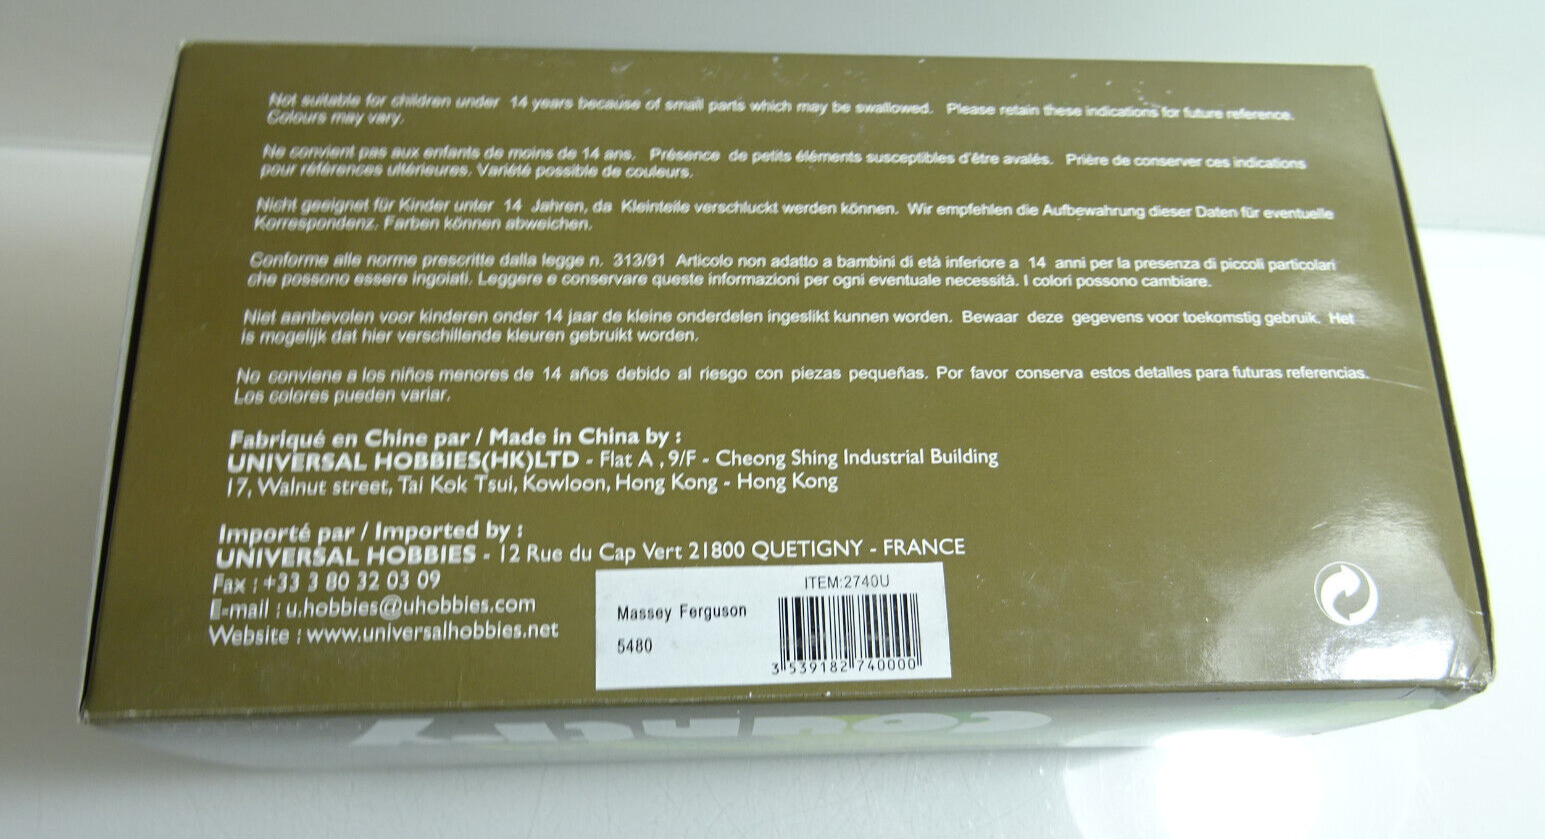 Not suitable for children under 14 years because of small parts which may be swallowed. Please retain these indications for future reference.
Colours may vary.
Ne convient pas aux enfants de moins de 14 ans. Présence de petits éléments susceptibles d'être avalés. Prière de conserver ces indications
pour références ultérieures. Variété possible de couleurs.
Nicht geeignet für Kinder unter 14 Jahren, da Kleinteile verschluckt werden können. Wir empfehlen die Aufbewahrung dieser Daten für eventuelle
Korrespondenz. Farben können abweichen.
Conforme alle norme prescritte dalla legge n. 313/91 Articolo non adatto a bambini di età inferiore a 14 anni per la presenza di piccoli particolari
che possono essere ingoiati. Leggere e conservare queste informazioni per ogni eventuale necessità. I colori possono cambiare.
Niet aanbevolen voor kinderen onder 14 jaar de kleine onderdelen ingeslikt kunnen worden. Bewaar deze gegevens voor toekomstig gebruik. Het
is mogelijk dat hier verschillende kleuren gebruikt worden.
No conviene a los niños menores de 14 años debido al riesgo con piezas pequeñas. Por favor conserva estos detalles para futuras referencias.
Los colores pueden variar.
Fabriqué en Chine par / Made in China by :
UNIVERSAL HOBBIES(HK)LTD - Flat A , 9/F - Cheong Shing Industrial Building
17, Walnut street, Tai Kok Tsui, Kowloon, Hong Kong - Hong Kong
Importé par / Imported by :
UNIVERSAL HOBBIES - 12 Rue du Cap Vert 21800 QUETIGNY - FRANCE
Fax : +33 3 80 32 03 09
E-mail : u.hobbies@uhobbies.com
Website : www.universalhobbies.net
ITEM:2740U
Massey Ferguson
5480
3 539182 740000